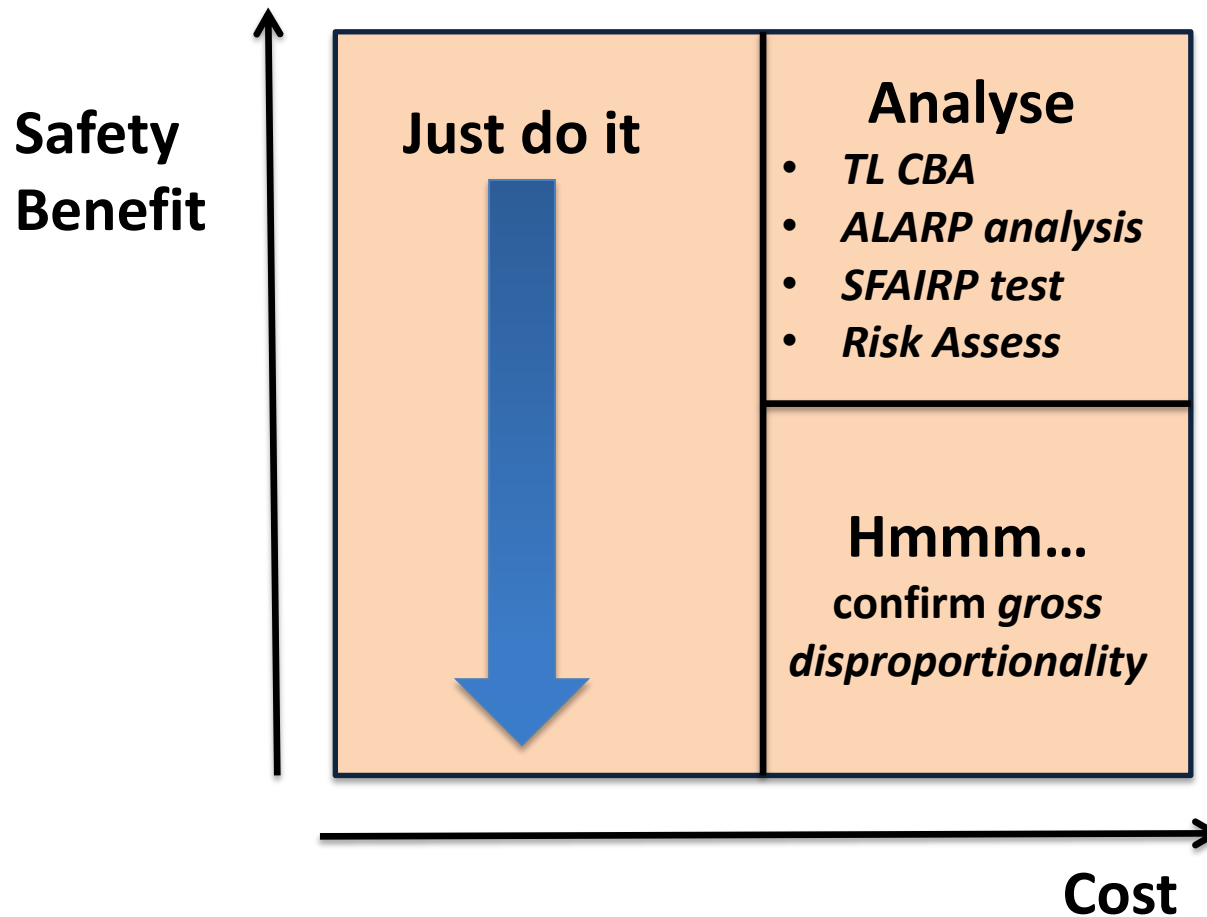 Safety
Benefit
Just do it
Analyse
• TL CBA
• ALARP analysis
• SFAIRP test
• Risk Assess
Hmmm...
confirm gross
disproportionality
Cost